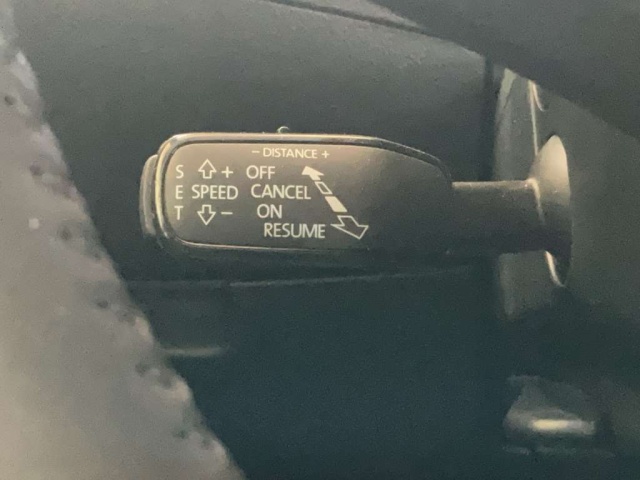 − DISTANCE +
S + OFF
E SPEED CANCEL
T − ON
RESUME